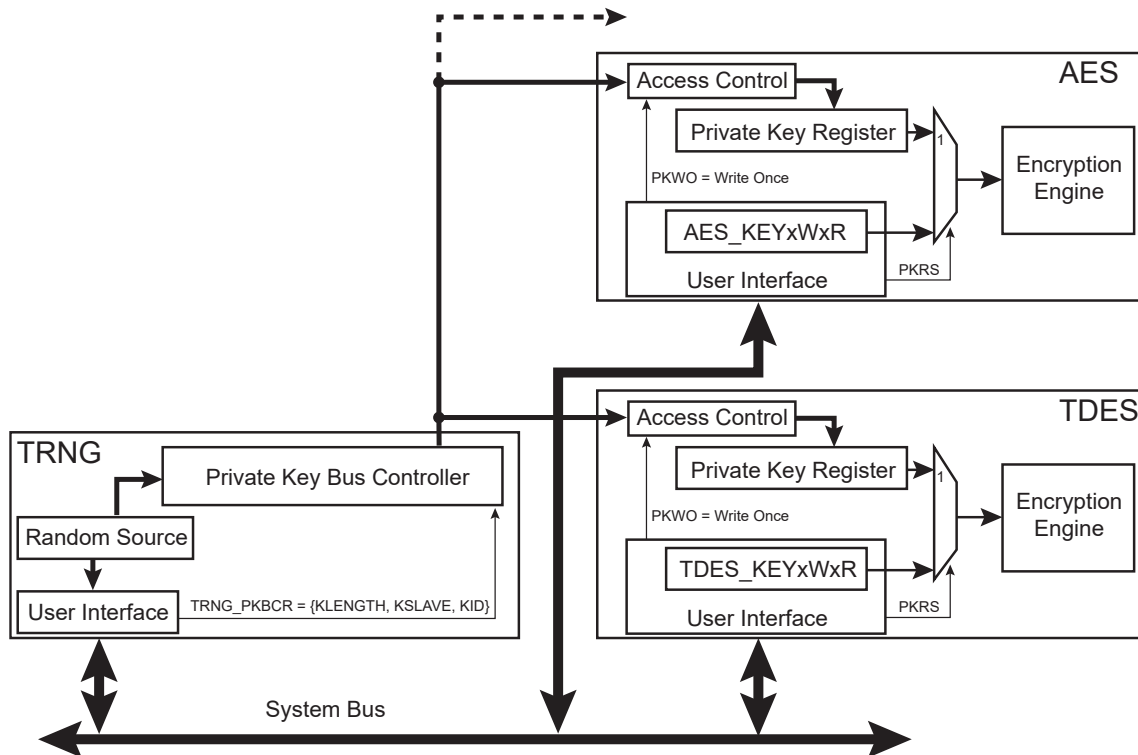 AES
Access Control
Private Key Register
1
Encryption
Engine
PKWO = Write Once
AES_KEYxWxR
PKRS
User Interface
TDES
Access Control
Private Key Register
1
Encryption
Engine
PKWO = Write Once
TDES_KEYxWxR
PKRS
User Interface
TRNG
Private Key Bus Controller
Random Source
User Interface
TRNG_PKBCR = {KLENGTH, KSLAVE, KID}
System Bus